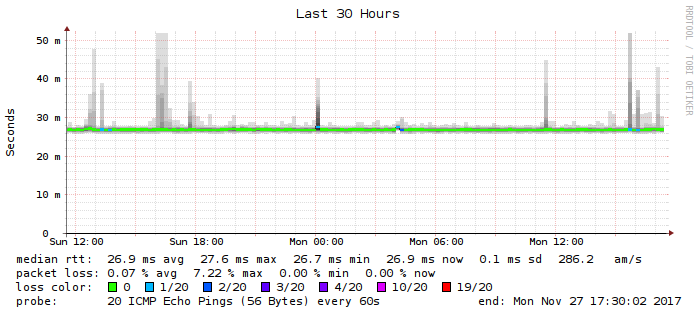 Last 30 Hours
RRDTOOL / TOBI OETIKER
Seconds
50 m
40 m
30 m
20 m
10 m
0
Sun 12:00 Sun 18:00 Mon 00:00 Mon 06:00 Mon 12:00
median rtt: 26.9 ms avg 27.6 ms max 26.7 ms min 26.9 ms now 0.1 ms sd 286.2 am/s
packet loss: 0.07 % avg 7.22 % max 0.00 % min 0.00 % now
loss color: 0 1/20 2/20 3/20 4/20 10/20 19/20
probe: 20 ICMP Echo Pings (56 Bytes) every 60s end: Mon Nov 27 17:30:02 2017